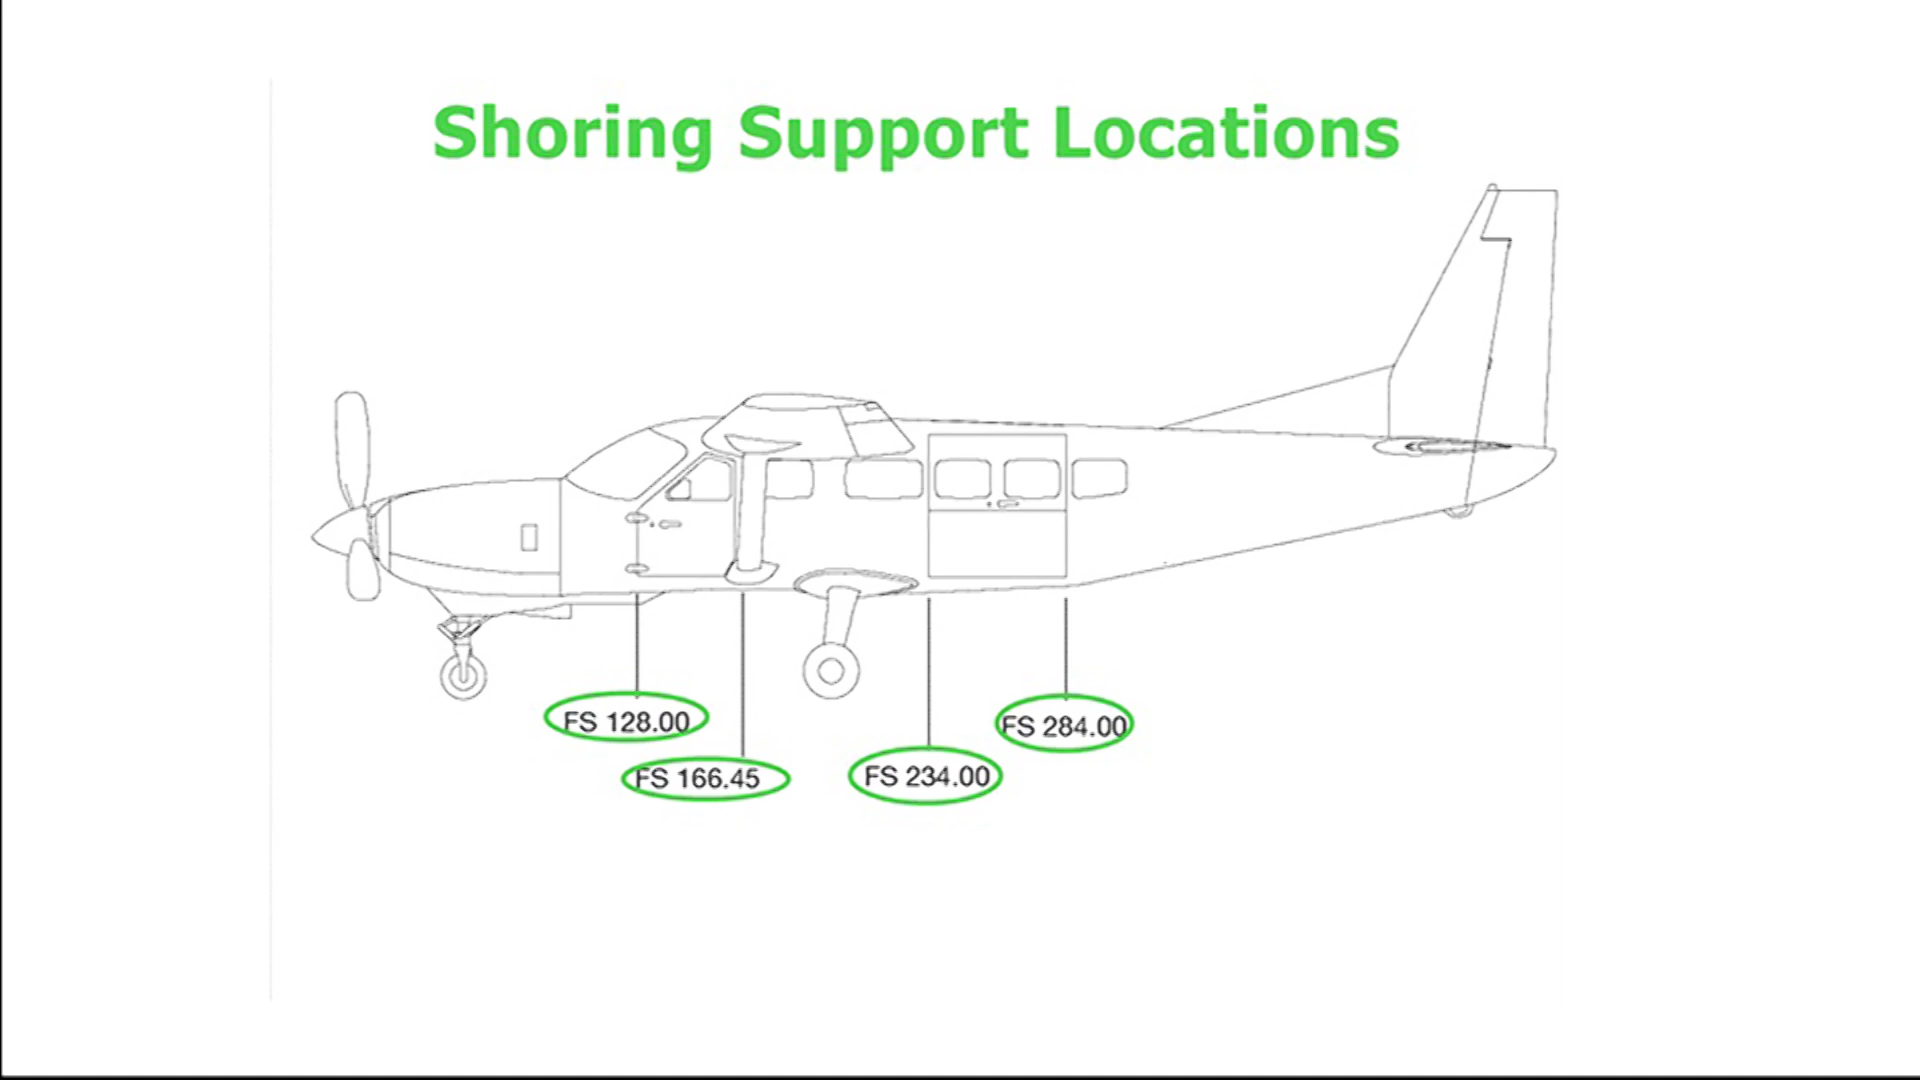 Shoring Support Locations
FS 128.00
FS 284.00
FS 166.45
FS 234.00